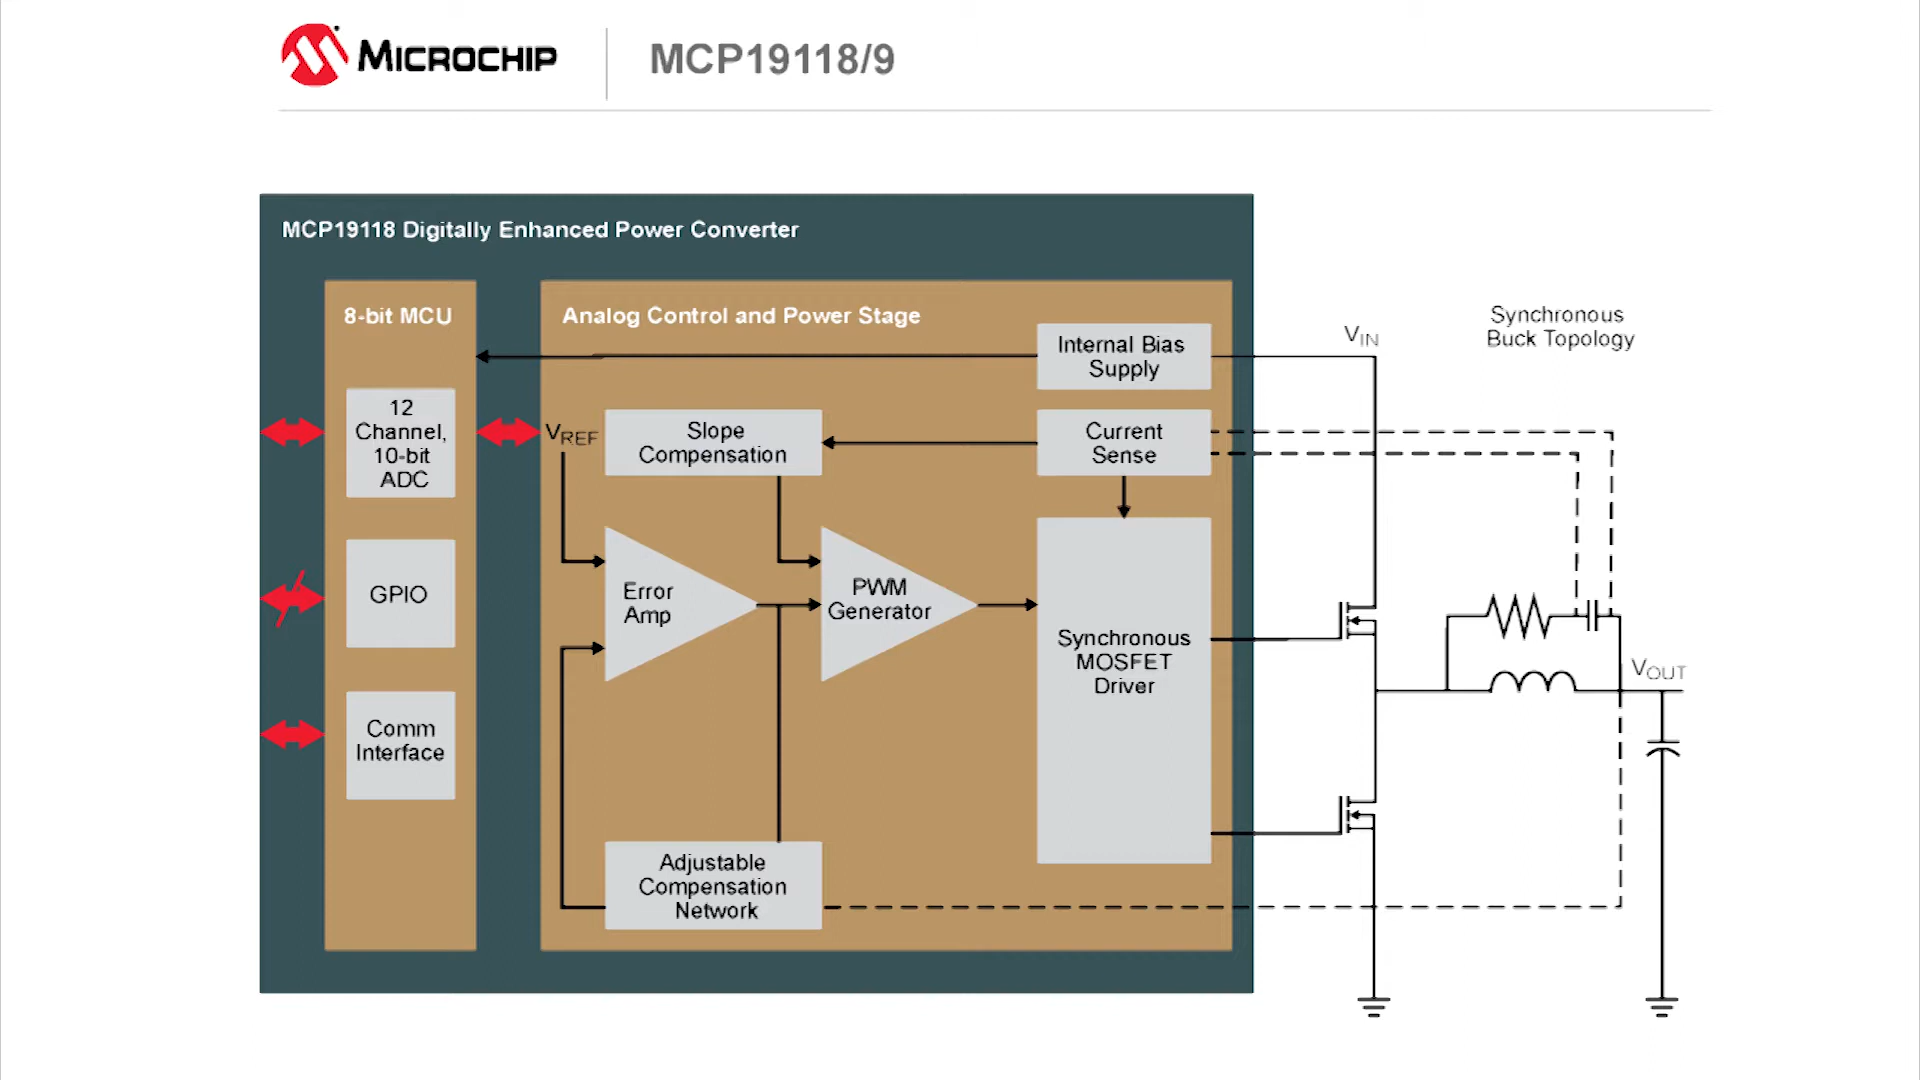 MICROCHIP
MCP19118/9
MCP19118 Digitally Enhanced Power Converter
8-bit MCU
Analog Control and Power Stage
12
Channel,
10-bit
ADC
GPIO
Comm
Interface
VREF
Slope
Compensation
Internal Bias
Supply
Current
Sense
Error
Amp
PWM
Generator
Synchronous
MOSFET
Driver
Adjustable
Compensation
Network
VIN
Synchronous
Buck Topology
VOUT